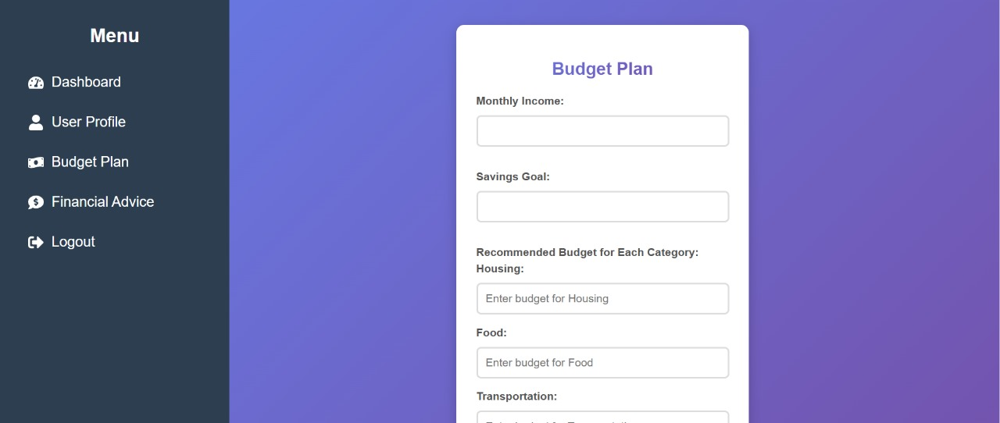 Menu
Dashboard
User Profile
Budget Plan
Financial Advice
Logout
Budget Plan
Monthly Income:
Savings Goal:
Recommended Budget for Each Category:
Housing:
Enter budget for Housing
Food:
Enter budget for Food
Transportation: